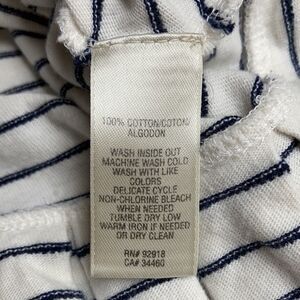 100% COTTON/COTON/
ALGODON
WASH INSIDE OUT
MACHINE WASH COLD
WASH WITH LIKE
COLORS
DELICATE CYCLE
NON-CHLORINE BLEACH
WHEN NEEDED
TUMBLE DRY LOW
WARM IRON IF NEEDED
OR DRY CLEAN
RN# 92918
CA# 34460